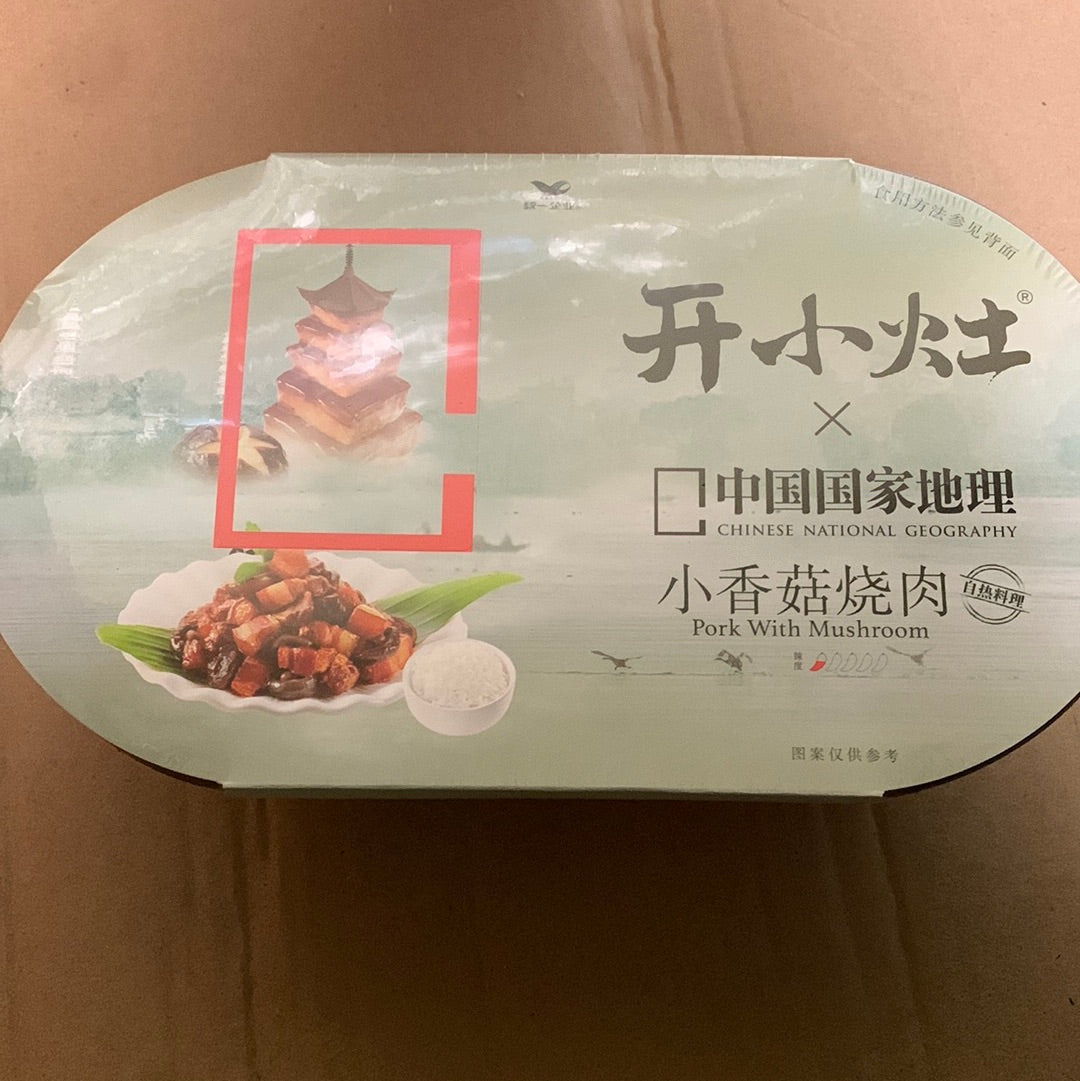 统一企业
食用方法参见背面
开小灶®
×
中国国家地理
CHINESE NATIONAL GEOGRAPHY
小香菇烧肉
自热料理
Pork With Mushroom
辣度
图案仅供参考